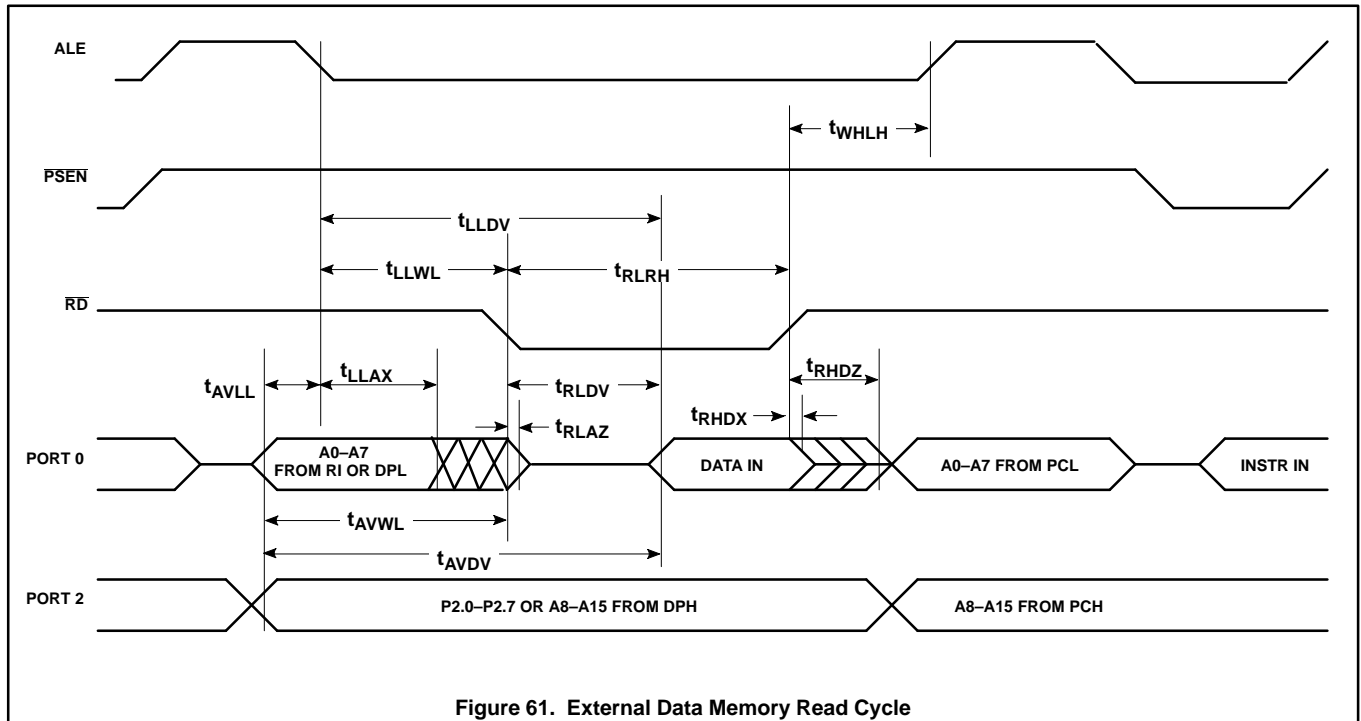 ALE
tWHLH
PSEN
tLLDV
tLLWL
tRLRH
RD
tAVLL
tLLAX
tRLDV
tRHDZ
tRLAZ
tRHDX
PORT 0
A0–A7
FROM RI OR DPL
DATA IN
A0–A7 FROM PCL
INSTR IN
tAVWL
tAVDV
PORT 2
P2.0–P2.7 OR A8–A15 FROM DPH
A8–A15 FROM PCH
Figure 61. External Data Memory Read Cycle